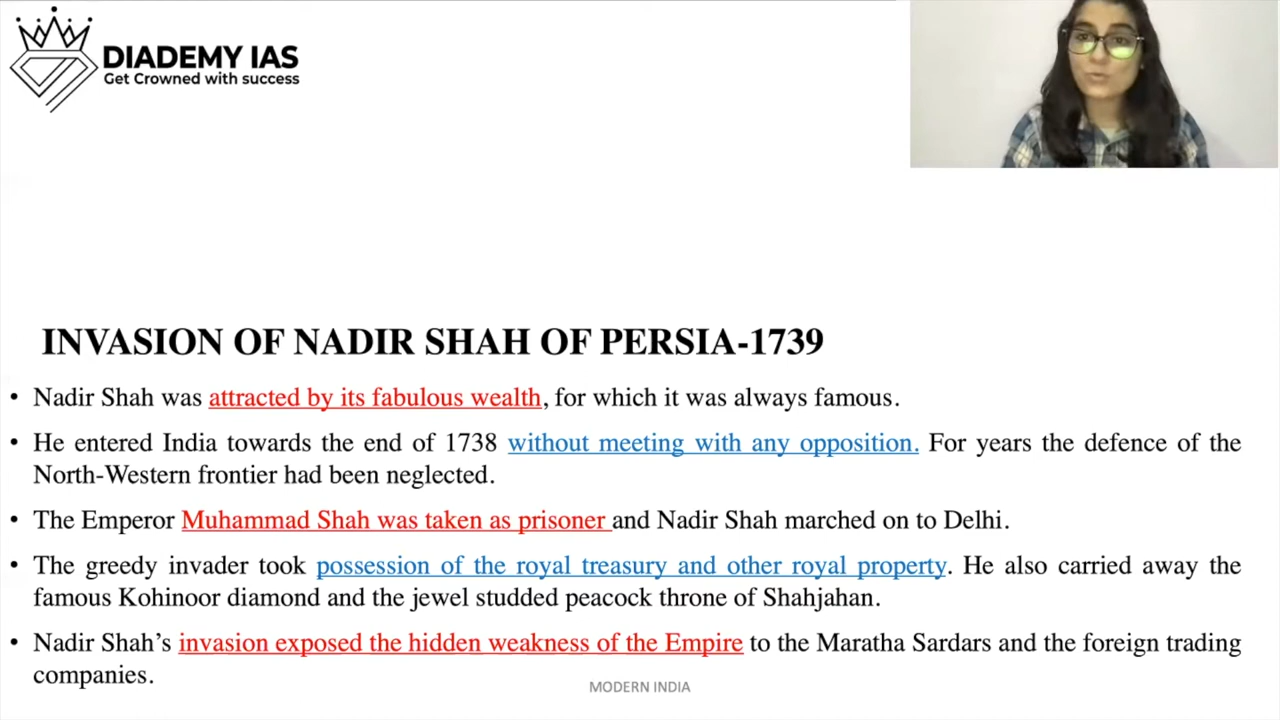 DIADEMY IAS
Get Crowned with success
INVASION OF NADIR SHAH OF PERSIA-1739
• Nadir Shah was attracted by its fabulous wealth, for which it was always famous.
• He entered India towards the end of 1738 without meeting with any opposition. For years the defence of the
North-Western frontier had been neglected.
• The Emperor Muhammad Shah was taken as prisoner and Nadir Shah marched on to Delhi.
• The greedy invader took possession of the royal treasury and other royal property. He also carried away the
famous Kohinoor diamond and the jewel studded peacock throne of Shahjahan.
• Nadir Shah’s invasion exposed the hidden weakness of the Empire to the Maratha Sardars and the foreign trading
companies.
MODERN INDIA